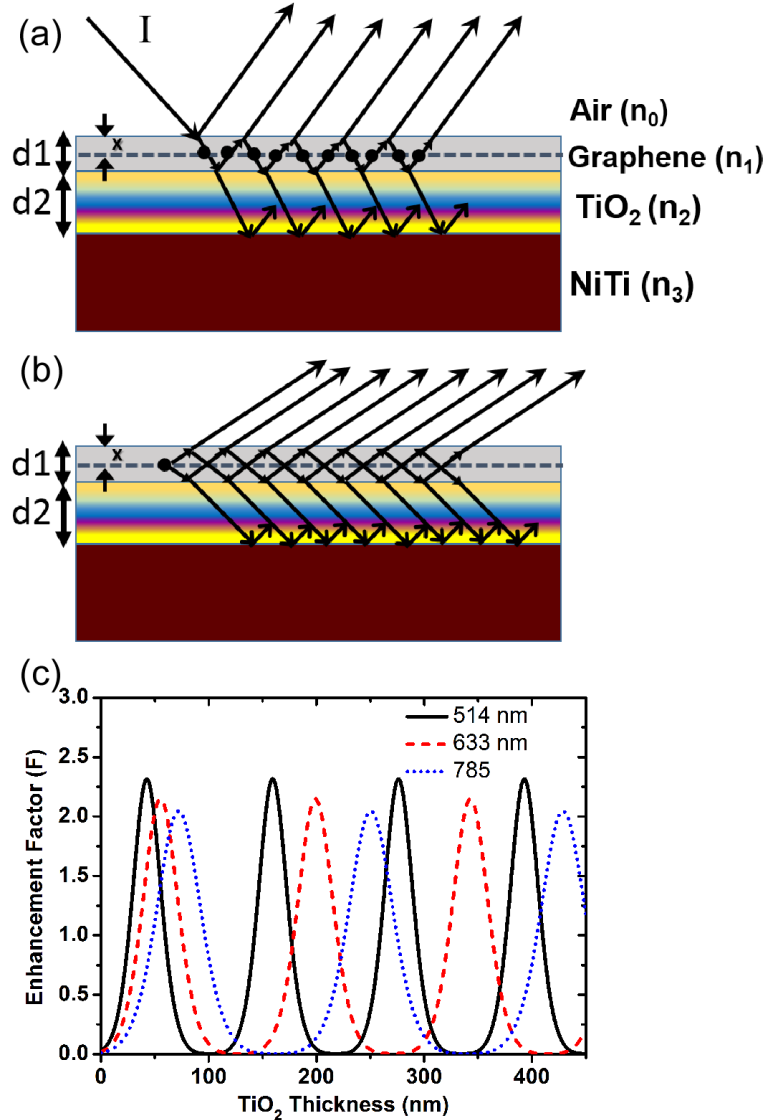 (a)
I
Air (n0)
x
d1
Graphene (n1)
d2
TiO2 (n2)
NiTi (n3)
(b)
x
d1
d2
(c)
3.0
2.5
2.0
1.5
1.0
0.5
0.0
Enhancement Factor (F)
514 nm
633 nm
785
0 100 200 300 400
TiO2 Thickness (nm)